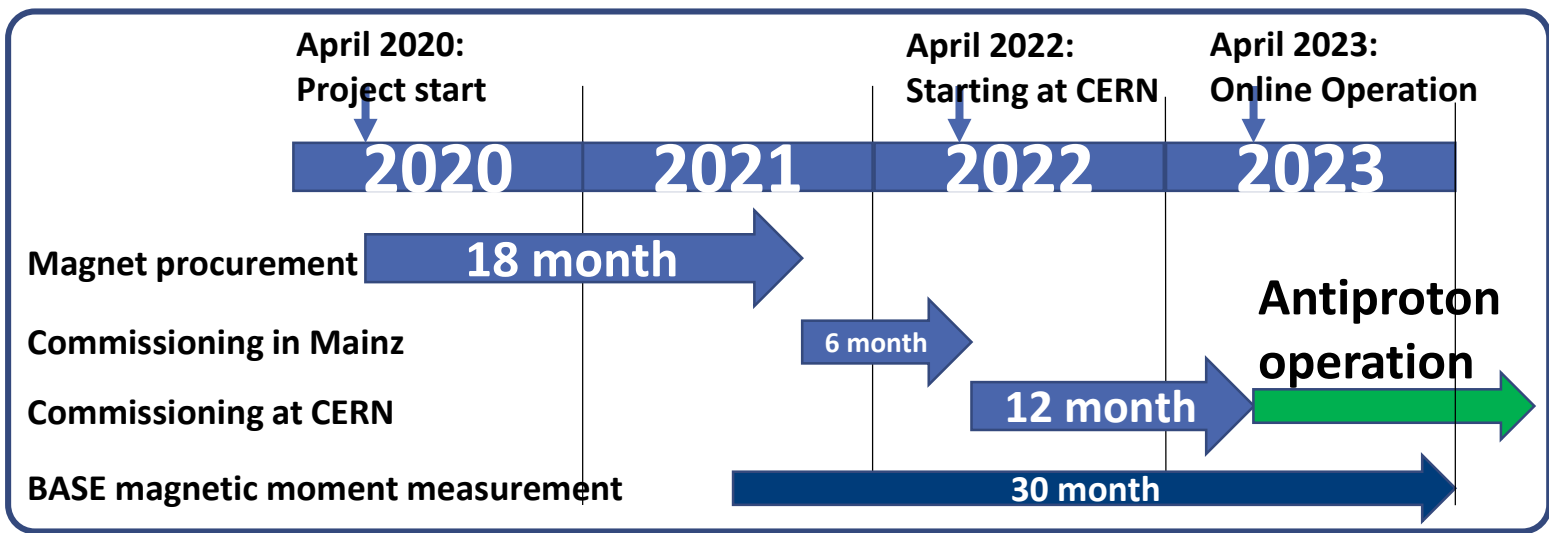 April 2020:
Project start
April 2022:
Starting at CERN
April 2023:
Online Operation
2020 2021 2022 2023
Magnet procurement 18 month
Commissioning in Mainz 6 month
Antiproton
operation
Commissioning at CERN 12 month
BASE magnetic moment measurement 30 month